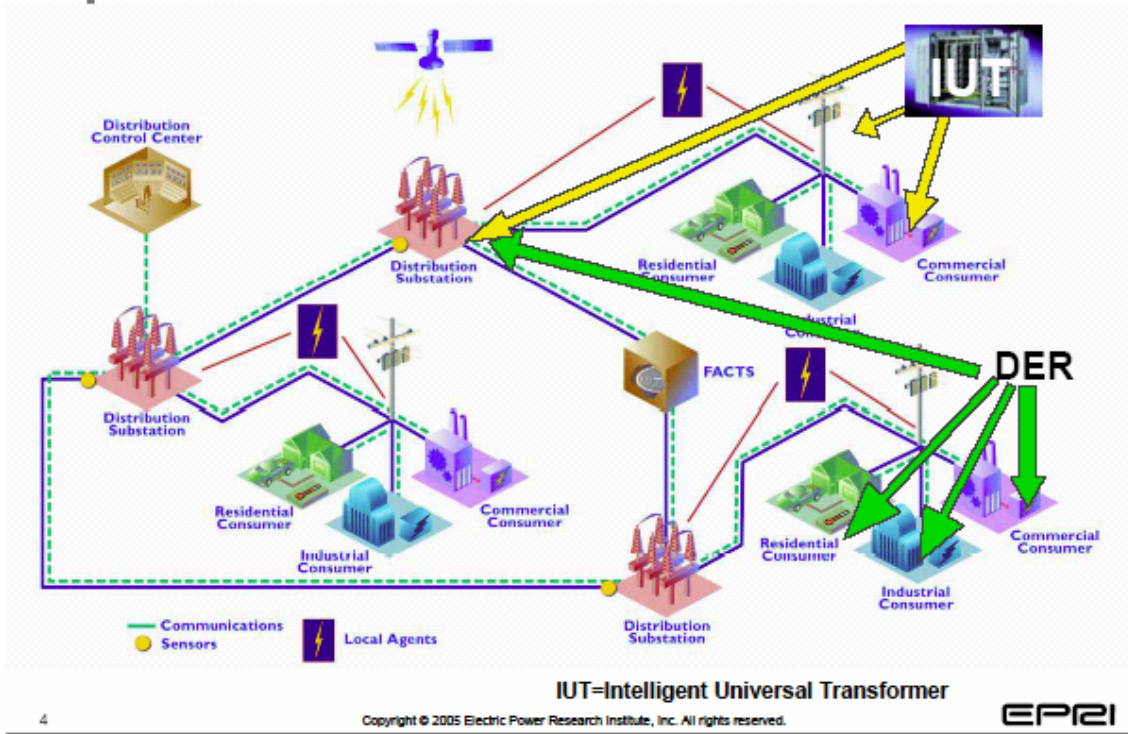 IUT
Distribution
Control Center
Distribution
Substation
Residential
Consumer
Commercial
Consumer
FACTS
DER
Distribution
Substation
Residential
Consumer
Commercial
Consumer
Industrial
Consumer
Residential
Consumer
Commercial
Consumer
Industrial
Consumer
Distribution
Substation
Communications
Sensors
Local Agents
IUT=Intelligent Universal Transformer
4
Copyright © 2005 Electric Power Research Institute, Inc. All rights reserved.
EPRI